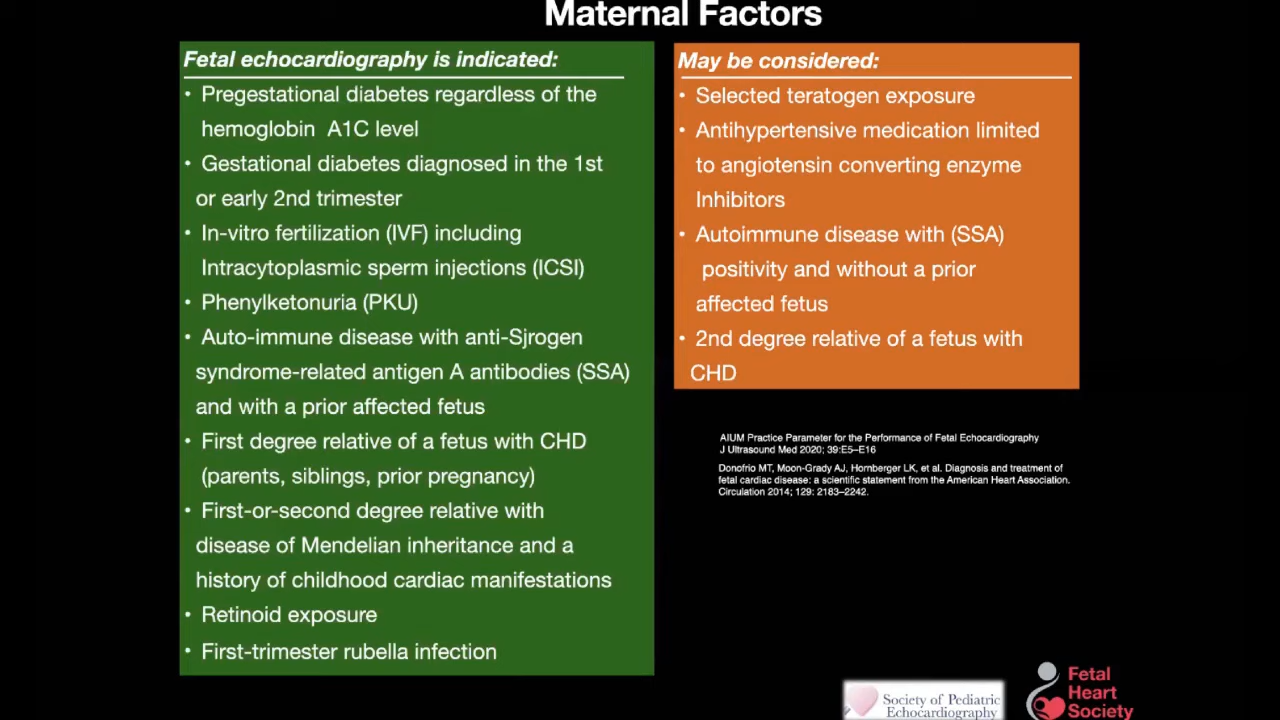 Maternal Factors
Fetal echocardiography is indicated:
• Pregestational diabetes regardless of the
hemoglobin A1C level
• Gestational diabetes diagnosed in the 1st
or early 2nd trimester
• In-vitro fertilization (IVF) including
Intracytoplasmic sperm injections (ICSI)
• Phenylketonuria (PKU)
• Auto-immune disease with anti-Sjrogen
syndrome-related antigen A antibodies (SSA)
and with a prior affected fetus
• First degree relative of a fetus with CHD
(parents, siblings, prior pregnancy)
• First-or-second degree relative with
disease of Mendelian inheritance and a
history of childhood cardiac manifestations
• Retinoid exposure
• First-trimester rubella infection
May be considered:
• Selected teratogen exposure
• Antihypertensive medication limited
to angiotensin converting enzyme
Inhibitors
• Autoimmune disease with (SSA)
positivity and without a prior
affected fetus
• 2nd degree relative of a fetus with
CHD
AIUM Practice Parameter for the Performance of Fetal Echocardiography
J Ultrasound Med 2020; 39:E5–E16
Donofrio MT, Moon-Grady AJ, Hornberger LK, et al. Diagnosis and treatment of
fetal cardiac disease: a scientific statement from the American Heart Association.
Circulation 2014; 129: 2183–2242.
Society of Pediatric
Echocardiography
Fetal
Heart
Society